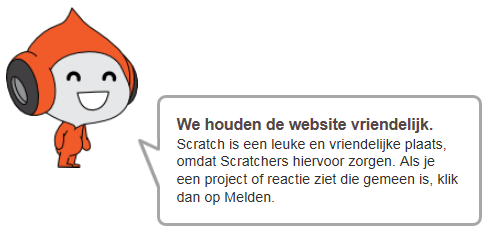 We houden de website vriendelijk.
Scratch is een leuke en vriendelijke plaats,
omdat Scratchers hiervoor zorgen. Als je
een project of reactie ziet die gemeen is, klik
dan op Melden.